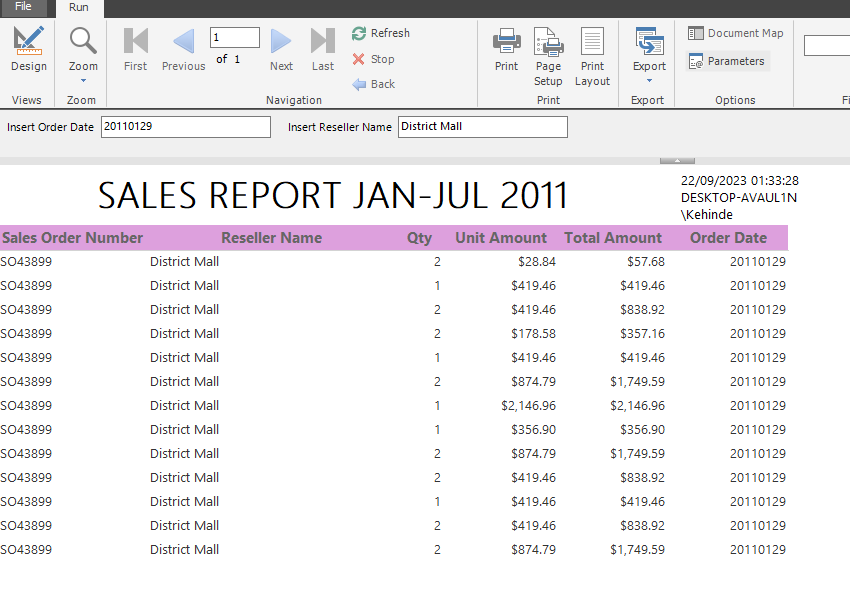 File Run
Design Zoom First Previous 1 of 1 Next Last Refresh Stop Back Print Page Setup Print Layout Export Document Map Parameters
Views Zoom Navigation Print Export Options
Insert Order Date 20110129 Insert Reseller Name District Mall
SALES REPORT JAN-JUL 2011
22/09/2023 01:33:28
DESKTOP-AVAUL1N
\Kehinde
Sales Order Number Reseller Name Qty Unit Amount Total Amount Order Date
SO43899 District Mall 2 $28.84 $57.68 20110129
SO43899 District Mall 1 $419.46 $419.46 20110129
SO43899 District Mall 2 $419.46 $838.92 20110129
SO43899 District Mall 2 $178.58 $357.16 20110129
SO43899 District Mall 1 $419.46 $419.46 20110129
SO43899 District Mall 2 $874.79 $1,749.59 20110129
SO43899 District Mall 1 $2,146.96 $2,146.96 20110129
SO43899 District Mall 1 $356.90 $356.90 20110129
SO43899 District Mall 2 $874.79 $1,749.59 20110129
SO43899 District Mall 2 $419.46 $838.92 20110129
SO43899 District Mall 1 $419.46 $419.46 20110129
SO43899 District Mall 2 $419.46 $838.92 20110129
SO43899 District Mall 2 $874.79 $1,749.59 20110129